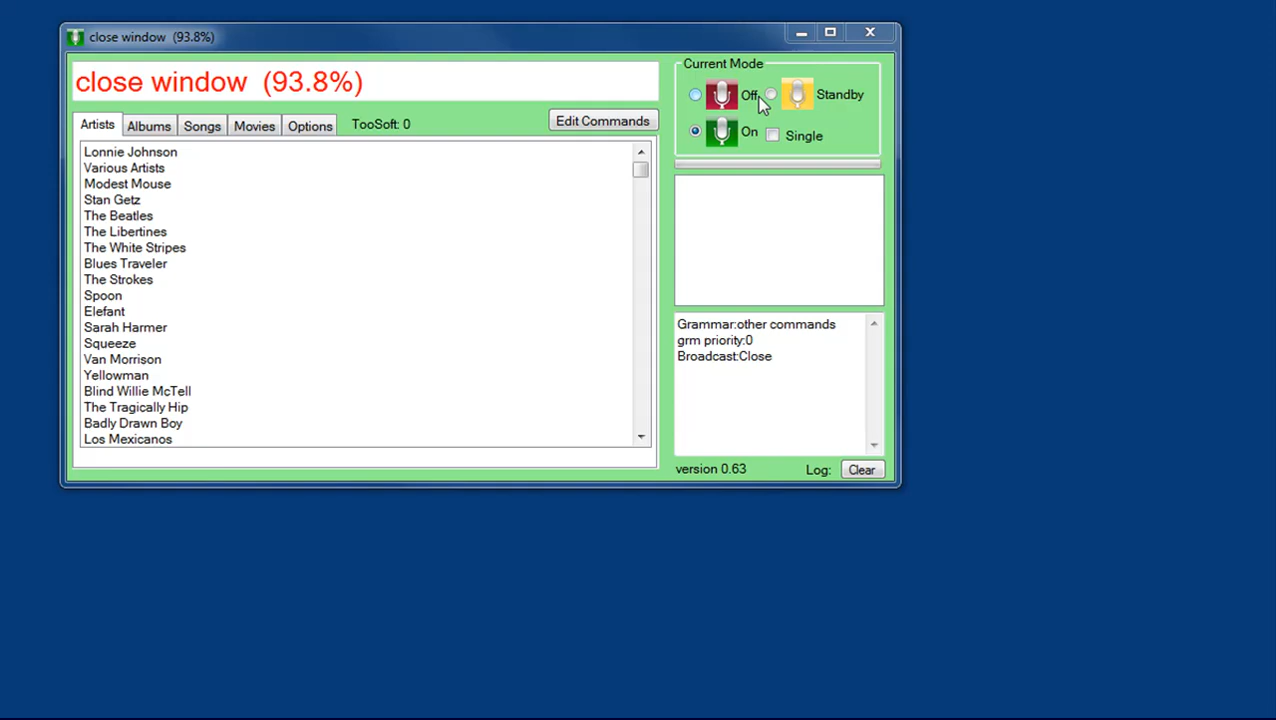 close window (93.8%)
close window (93.8%)
Artists
Albums
Songs
Movies
Options
TooSoft: 0
Edit Commands
Lonnie Johnson
Various Artists
Modest Mouse
Stan Getz
The Beatles
The Libertines
The White Stripes
Blues Traveler
The Strokes
Spoon
Elefant
Sarah Harmer
Squeeze
Van Morrison
Yellowman
Blind Willie McTell
The Tragically Hip
Badly Drawn Boy
Los Mexicanos
Current Mode
Off
Standby
On
Single
Grammar:other commands
grm priority:0
Broadcast:Close
version 0.63
Log:
Clear